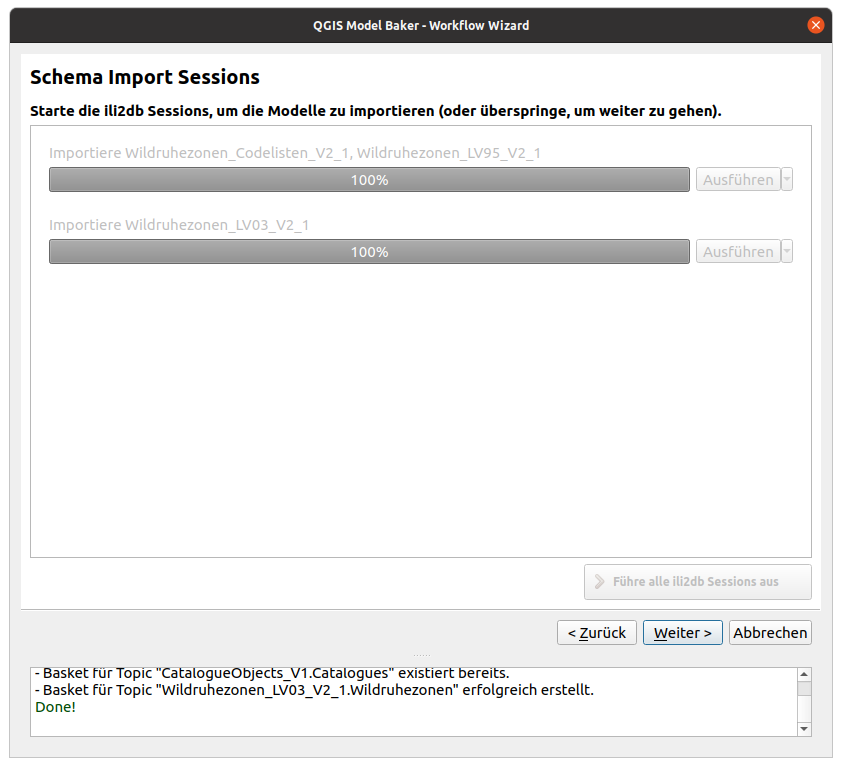 QGIS Model Baker - Workflow Wizard
Schema Import Sessions
Starte die ili2db Sessions, um die Modelle zu importieren (oder überspringe, um weiter zu gehen).
Importiere Wildruhezonen_Codelisten_V2_1, Wildruhezonen_LV95_V2_1
100% Ausführen
Importiere Wildruhezonen_LV03_V2_1
100% Ausführen
Führe alle ili2db Sessions aus
< Zurück Weiter > Abbrechen
- Basket für Topic "CatalogueObjects_V1.Catalogues" existiert bereits.
- Basket für Topic "Wildruhezonen_LV03_V2_1.Wildruhezonen" erfolgreich erstellt.
Done!